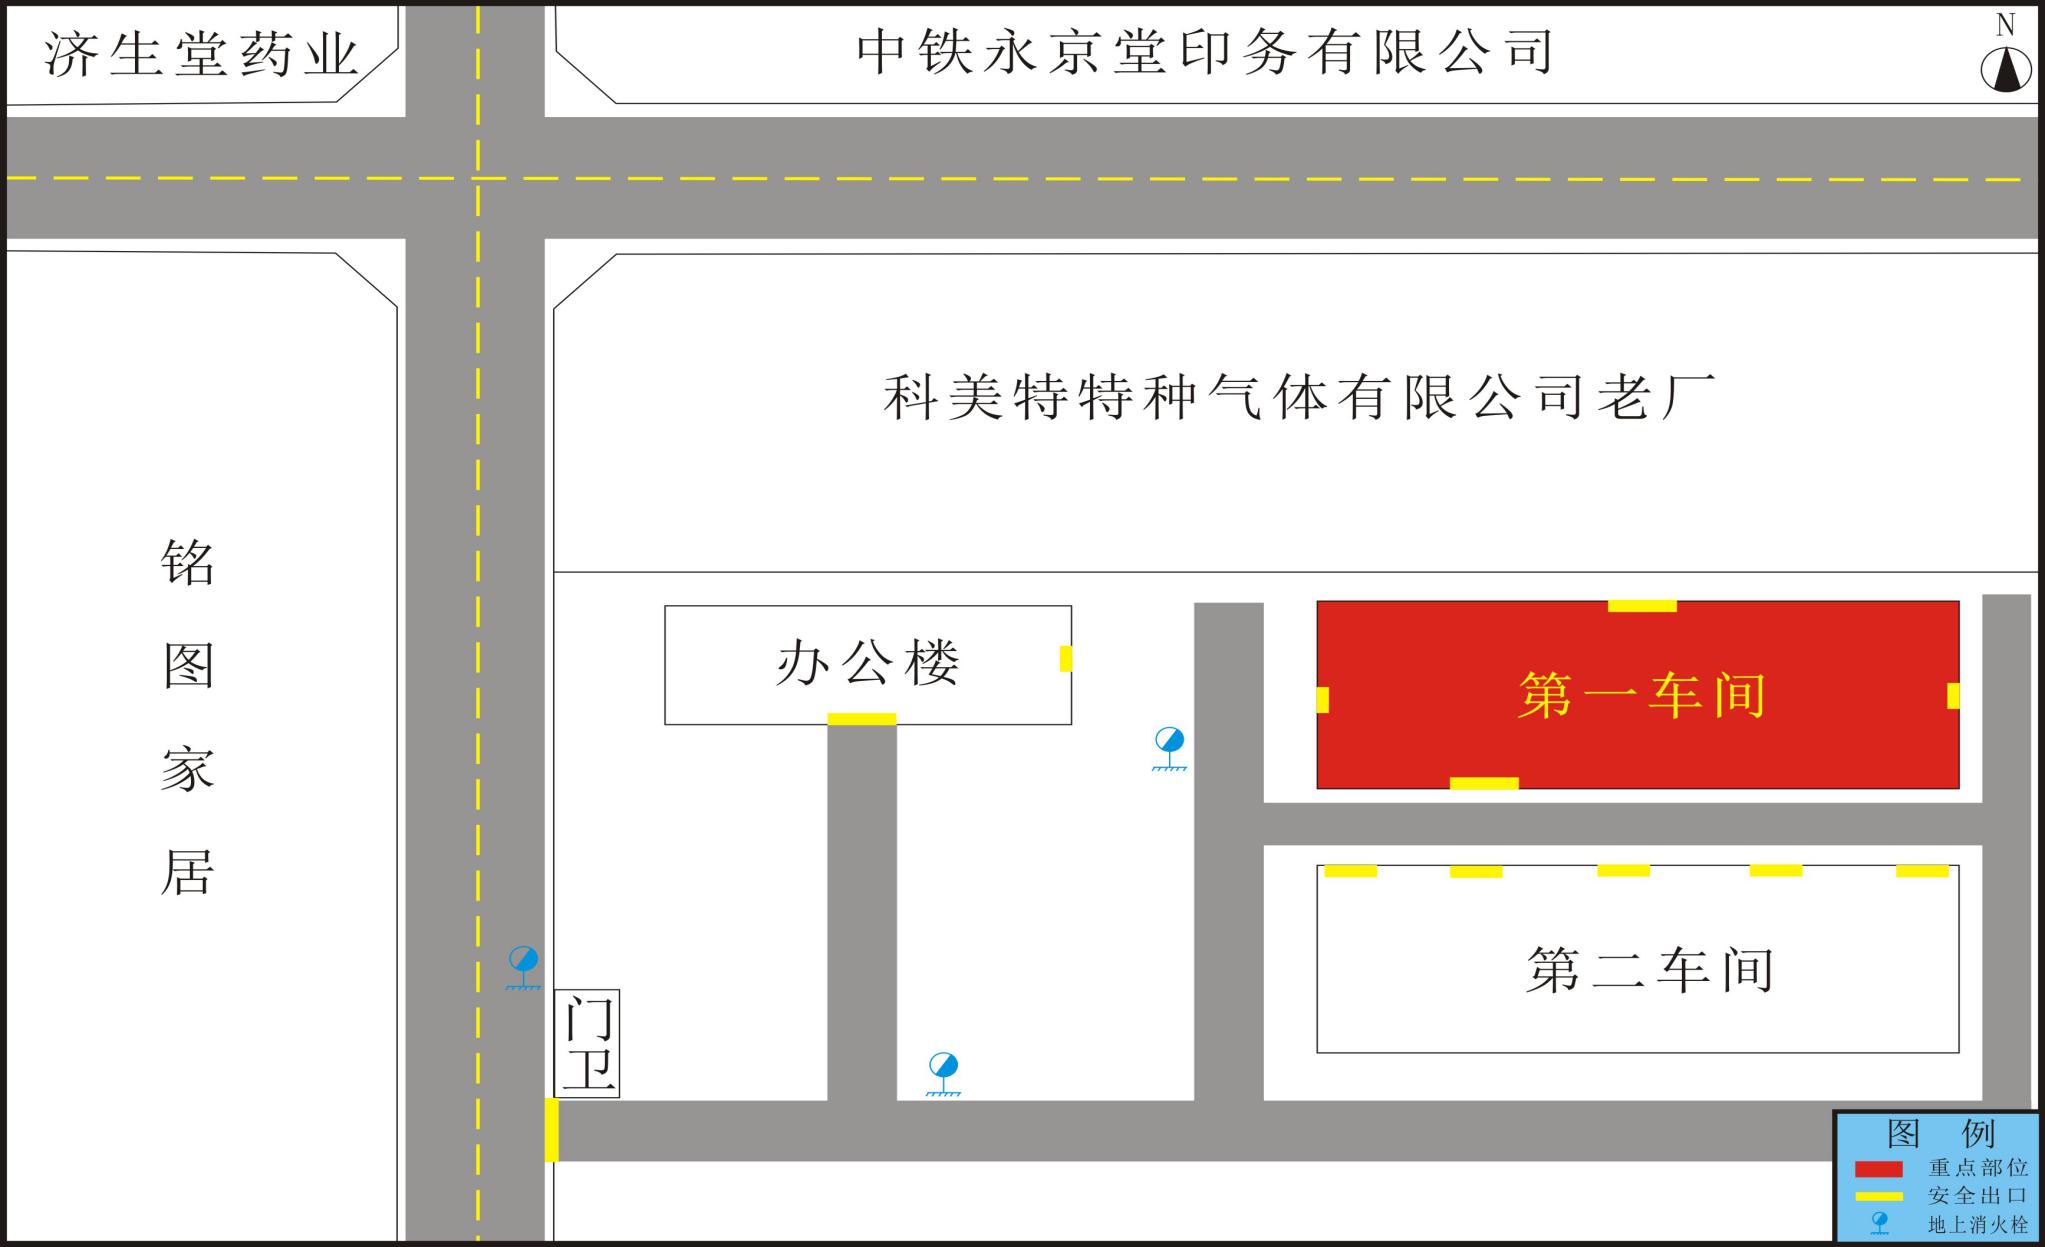 济生堂药业
中铁永京堂印务有限公司
N
科美特特种气体有限公司老厂
铭图家居
办公楼
第一车间
第二车间
门卫
图 例
重点部位
安全出口
地上消火栓